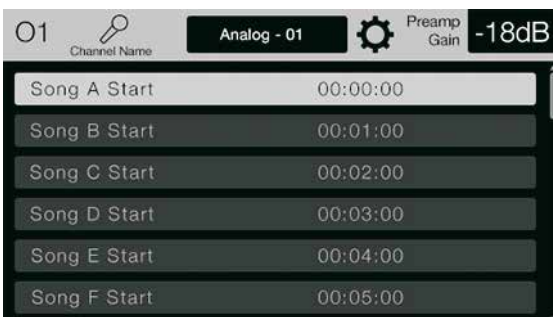 01 Channel Name Analog - 01 Preamp Gain -18dB
Song A Start 00:00:00
Song B Start 00:01:00
Song C Start 00:02:00
Song D Start 00:03:00
Song E Start 00:04:00
Song F Start 00:05:00